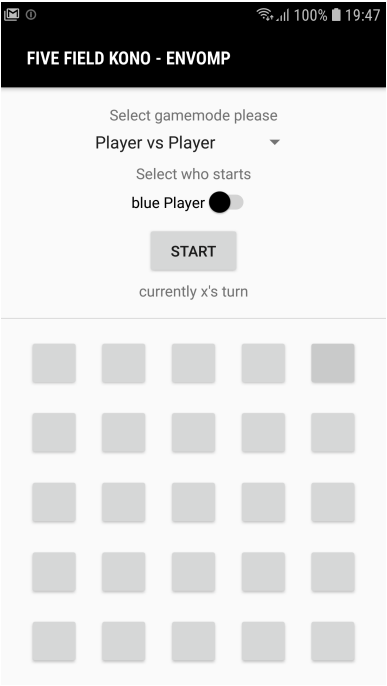 100% 19:47
FIVE FIELD KONO - ENVOMP
Select gamemode please
Player vs Player
Select who starts
blue Player
START
currently x's turn